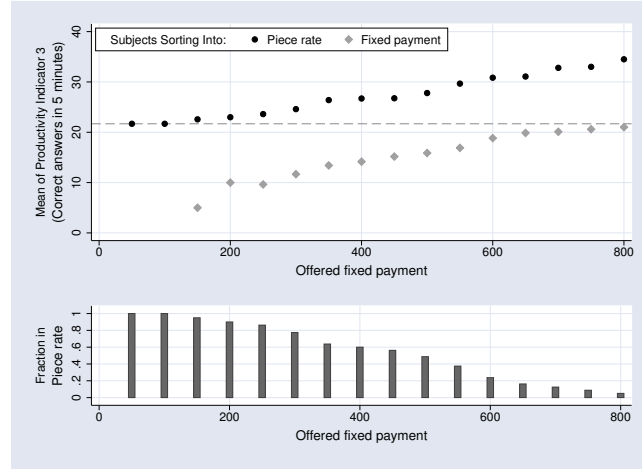 Mean of Productivity Indicator 3
(Correct answers in 5 minutes)
40
30
20
10
0
Subjects Sorting Into: Piece rate Fixed payment
0 200 400 600 800
Offered fixed payment
Fraction in
Piece rate
1
.8
.6
.4
.2
0
0 200 400 600 800
Offered fixed payment